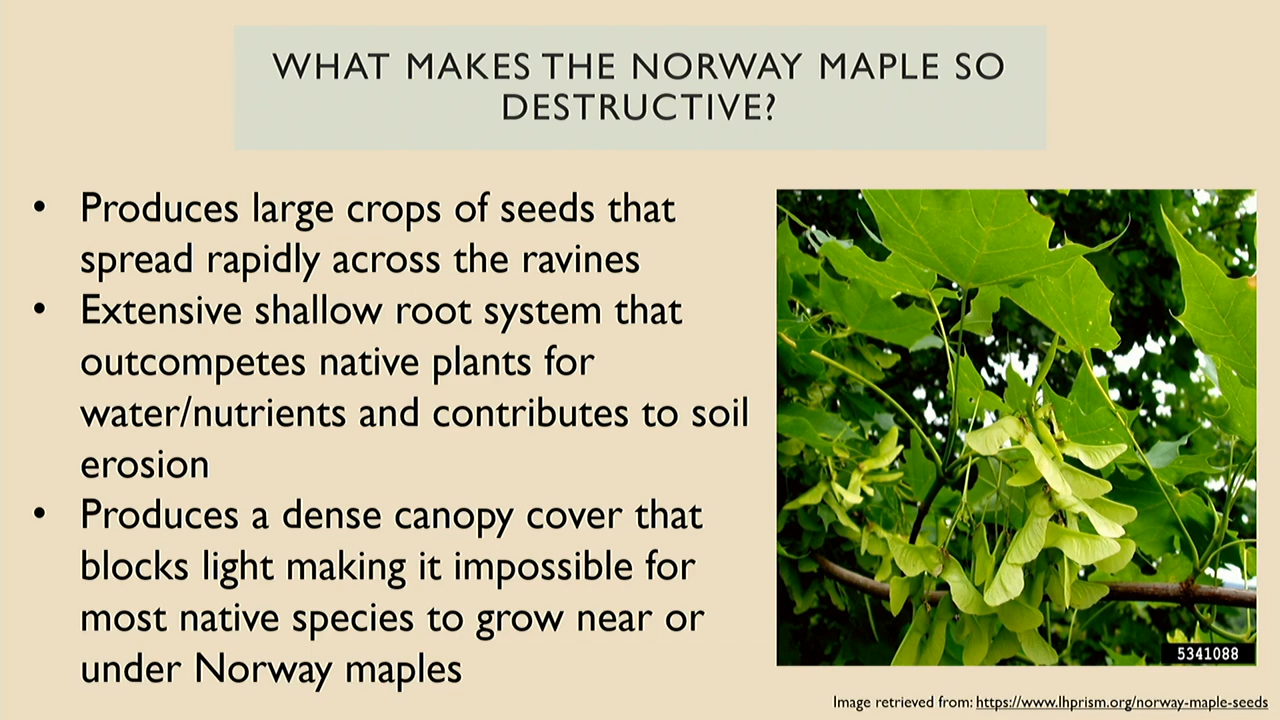 WHAT MAKES THE NORWAY MAPLE SO
DESTRUCTIVE?
• Produces large crops of seeds that
spread rapidly across the ravines
• Extensive shallow root system that
outcompetes native plants for
water/nutrients and contributes to soil
erosion
• Produces a dense canopy cover that
blocks light making it impossible for
most native species to grow near or
under Norway maples
5341088
Image retrieved from: https://www.lhprism.org/norway-maple-seeds